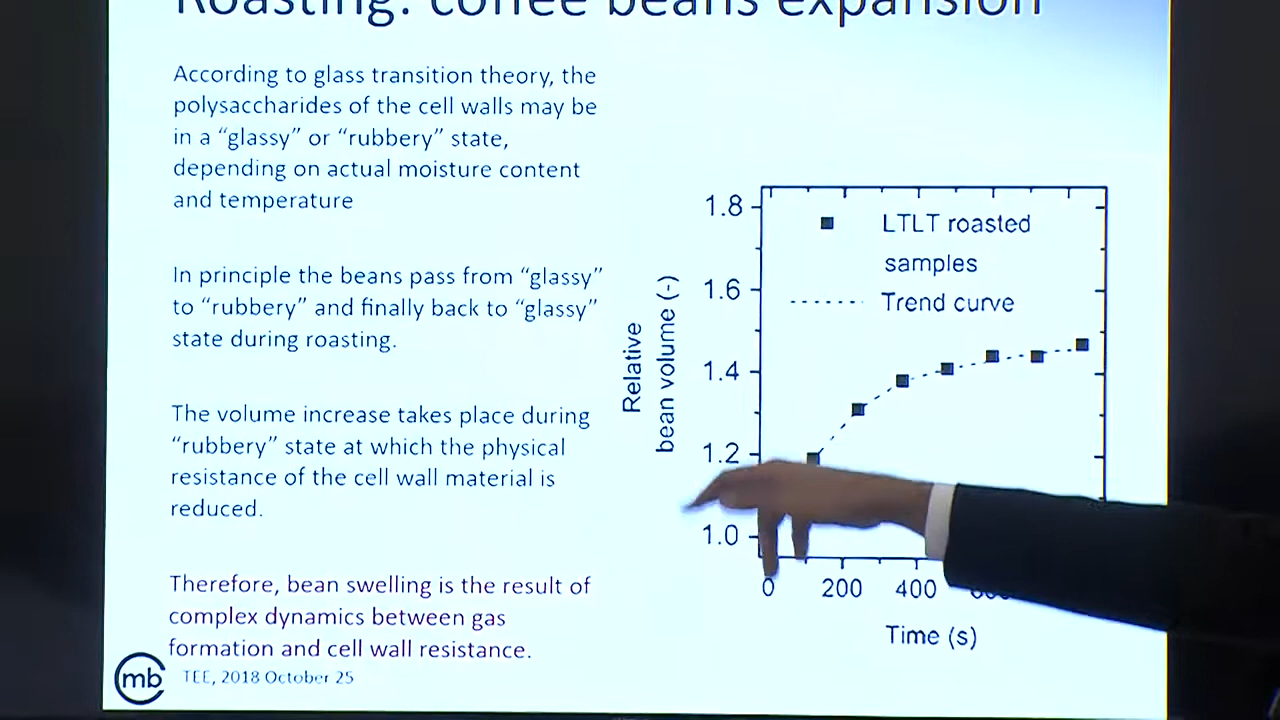 Roasting: coffee beans expansion
According to glass transition theory, the
polysaccharides of the cell walls may be
in a “glassy” or “rubbery” state,
depending on actual moisture content
and temperature
In principle the beans pass from “glassy”
to “rubbery” and finally back to “glassy”
state during roasting.
The volume increase takes place during
“rubbery” state at which the physical
resistance of the cell wall material is
reduced.
Therefore, bean swelling is the result of
complex dynamics between gas
formation and cell wall resistance.
mb
TEE, 2018 October 25
LTLT roasted
samples
Trend curve
Relative
bean volume (-)
1.8
1.6
1.4
1.2
1.0
0 200 400
Time (s)